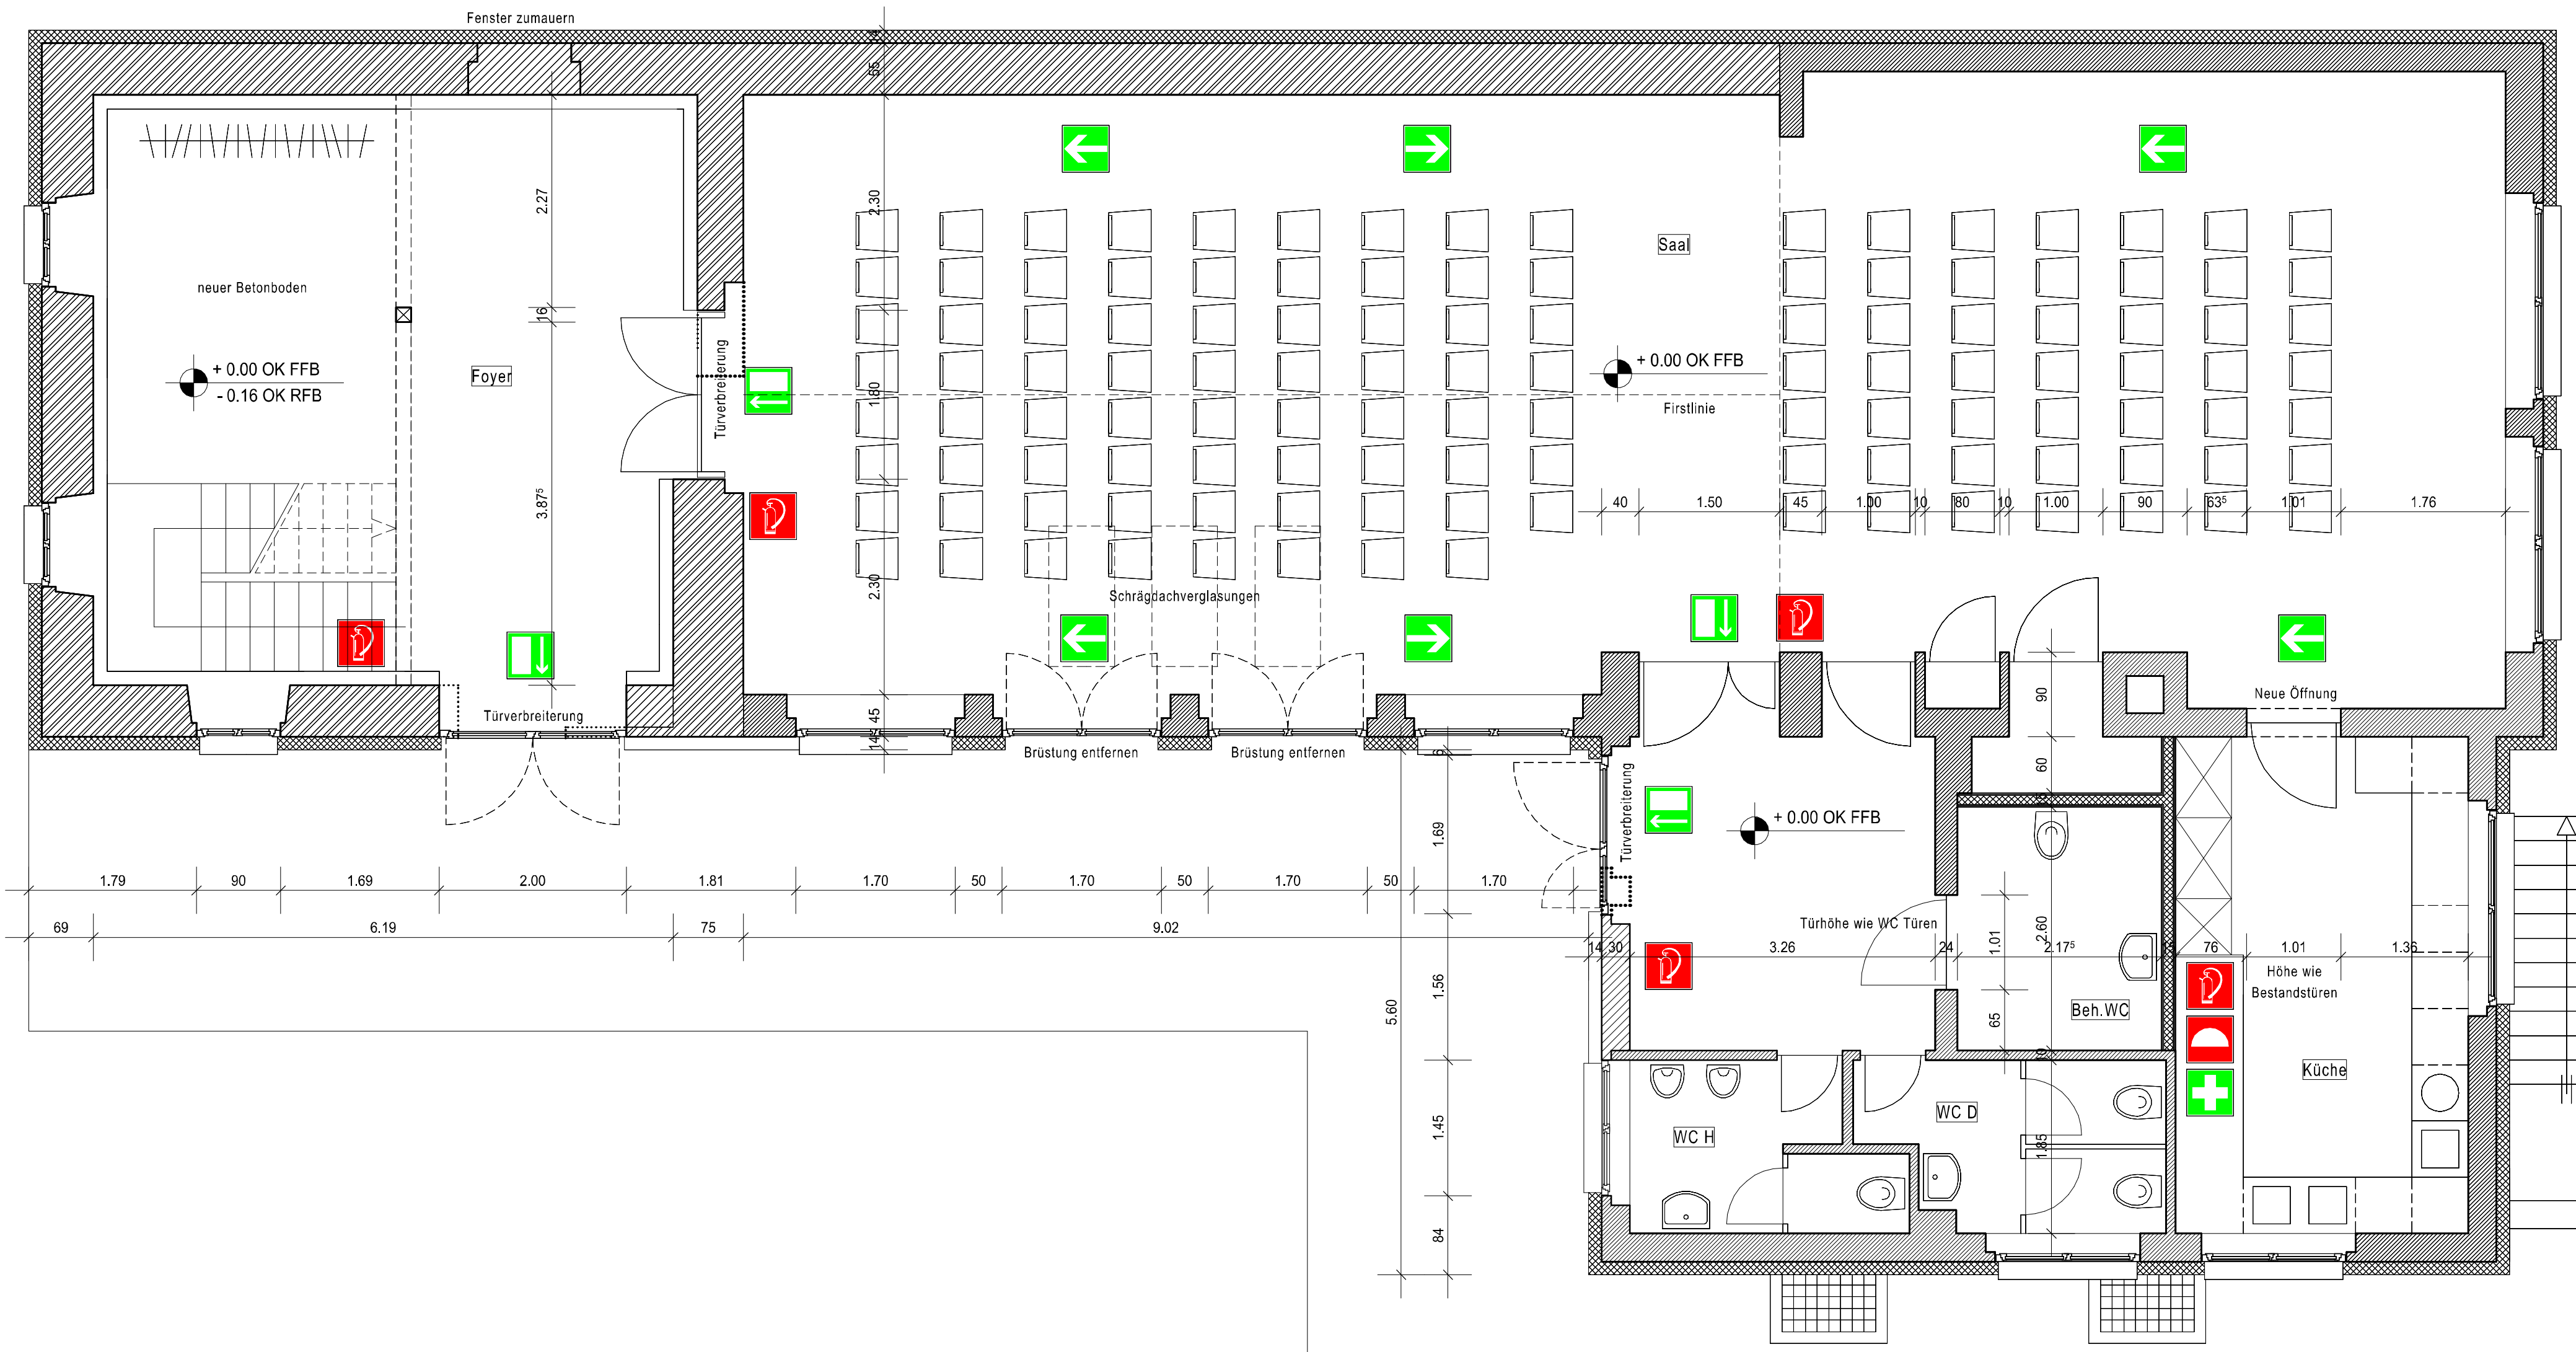 Fenster zumauern
14
55
2.27
2.30
Saal
neuer Betonboden
16
Türverbreiterung
+ 0.00 OK FFB
- 0.16 OK RFB
Foyer
1.80
+ 0.00 OK FFB
Firstlinie
3.87⁵
40 1.50 45 1.00 10 80 10 1.00 90 63⁵ 1.01 1.76
2.30
Schrägdachverglasungen
Türverbreiterung
45
14
Brüstung entfernen
Brüstung entfernen
90
Neue Öffnung
6
60
Türverbreiterung
1.69
+ 0.00 OK FFB
1.79 90 1.69 2.00 1.81 1.70 50 1.70 50 1.70 50 1.70
69 6.19 75 9.02
Türhöhe wie WC Türen
1.01
2.60
14 30 3.26 24 2.17⁵ 76 1.01 1.36
Höhe wie
Bestandstüren
5.60
1.56
65
Beh.WC
10
Küche
WC H
WC D
1.45
1.85
84